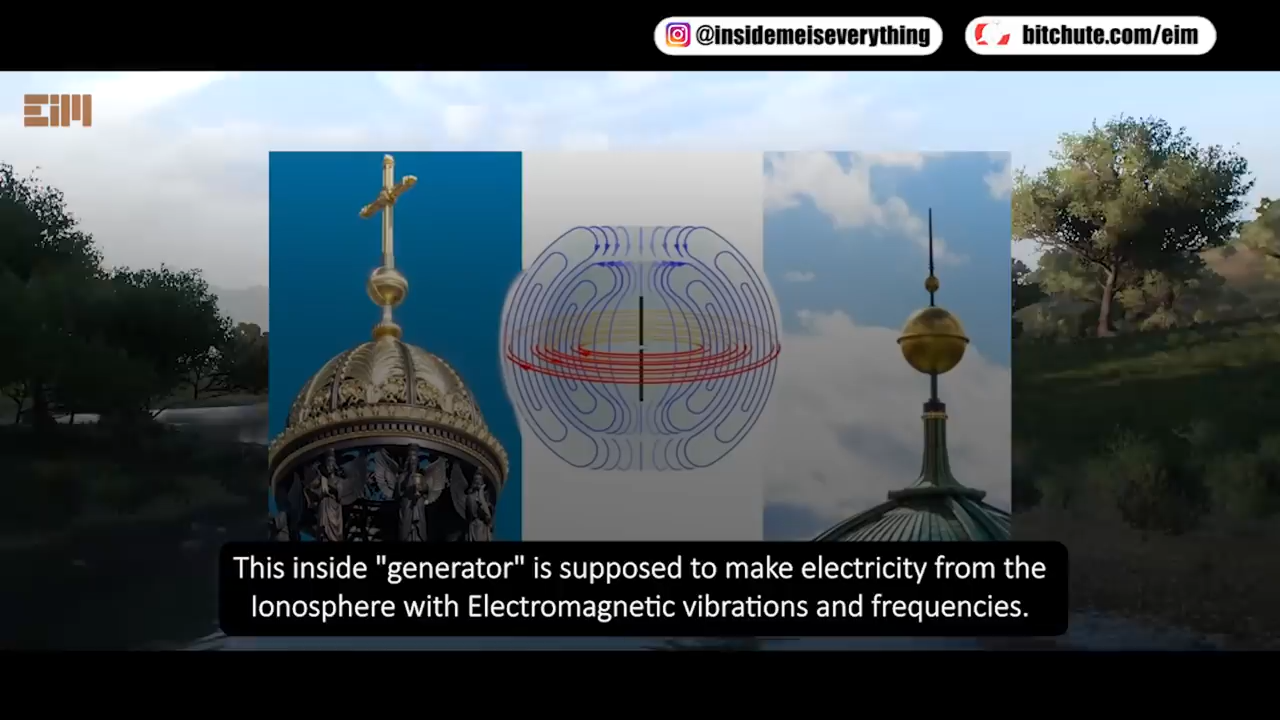 @insidemeiseverything
bitchute.com/eim
EiM
This inside "generator" is supposed to make electricity from the
Ionosphere with Electromagnetic vibrations and frequencies.